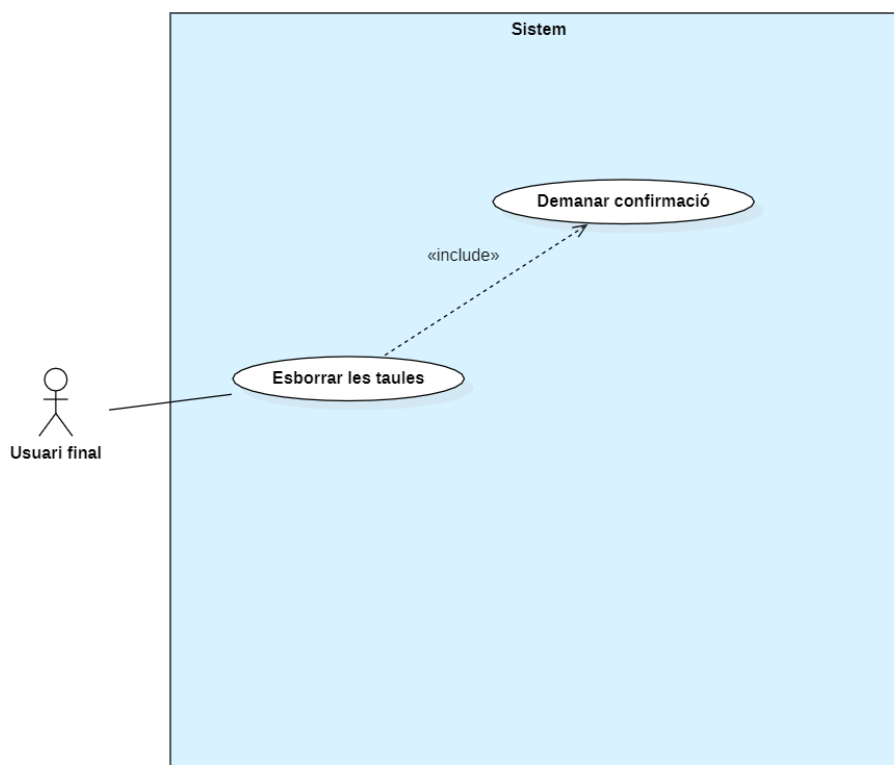 Sistem
Demanar confirmació
«include»
Esborrar les taules
Usuari final